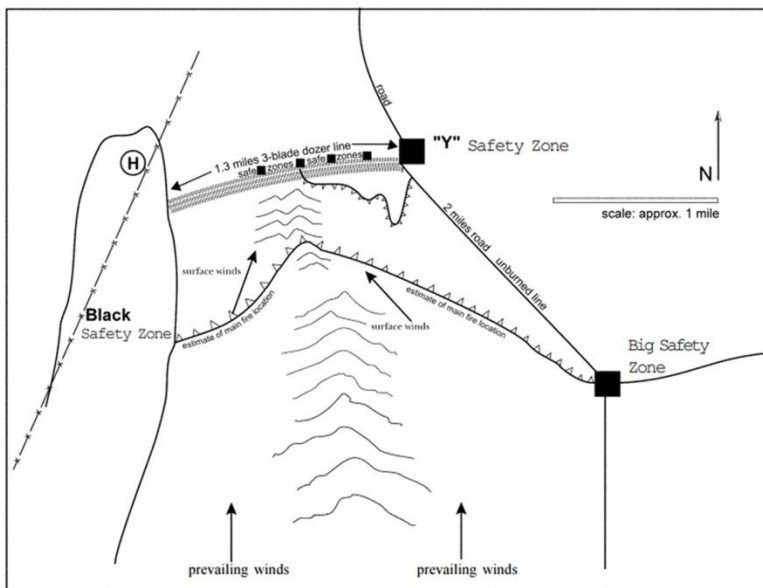 road
"Y" Safety Zone
1.3 miles 3-blade dozer line
safe zones safe zones
H
N
scale: approx. 1 mile
2 miles road unburned line
surface winds
Black
Safety Zone
estimate of main fire location
surface winds
estimate of main fire location
Big Safety
Zone
prevailing winds
prevailing winds